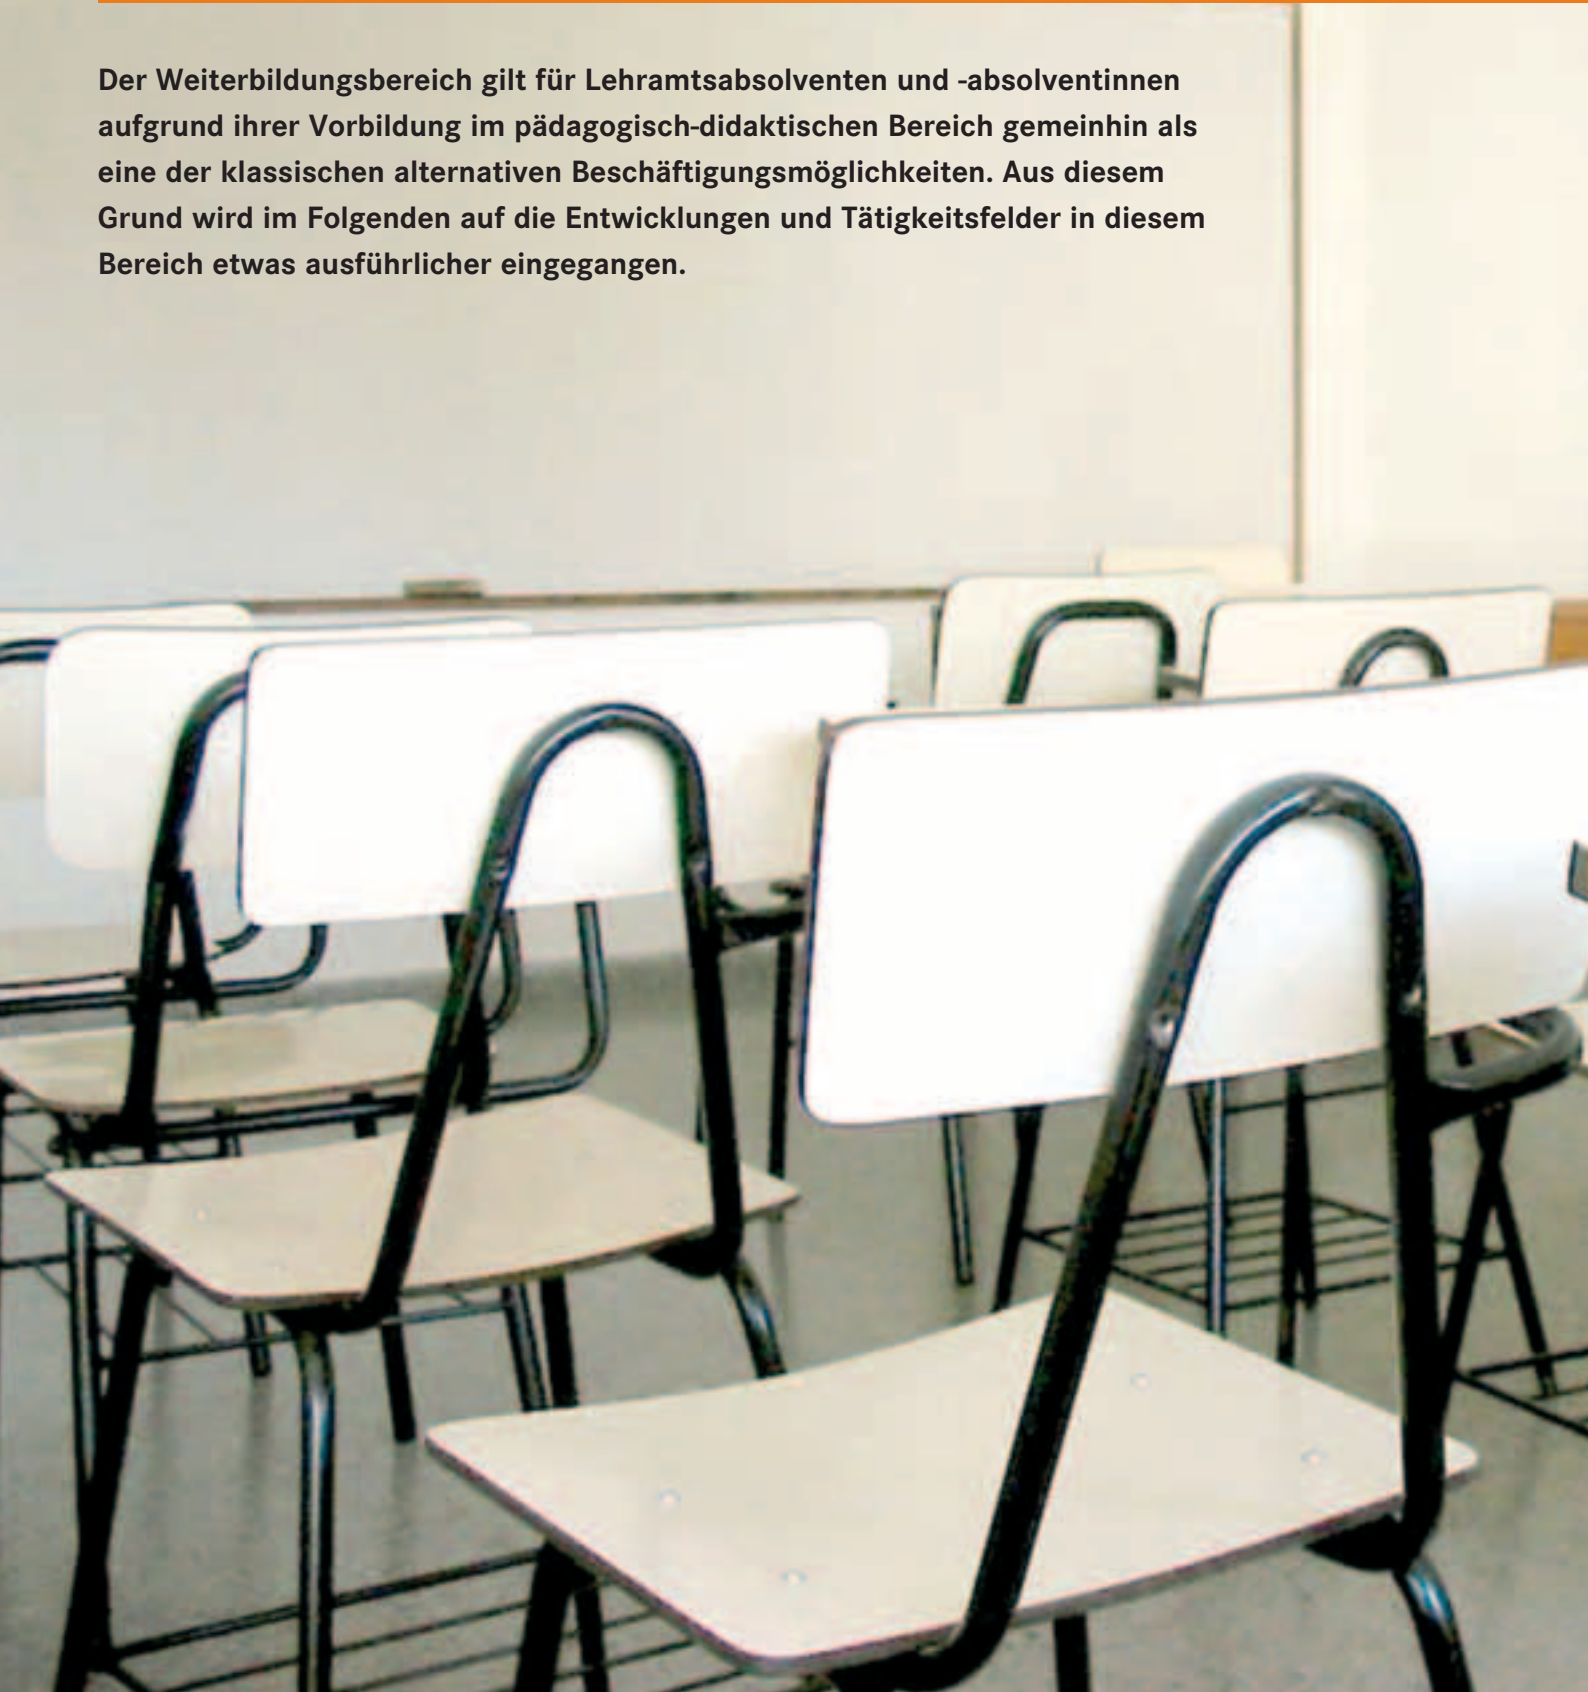 Der Weiterbildungsbereich gilt für Lehramtsabsolventen und -absolventinnen
aufgrund ihrer Vorbildung im pädagogisch-didaktischen Bereich gemeinhin als
eine der klassischen alternativen Beschäftigungsmöglichkeiten. Aus diesem
Grund wird im Folgenden auf die Entwicklungen und Tätigkeitsfelder in diesem
Bereich etwas ausführlicher eingegangen.